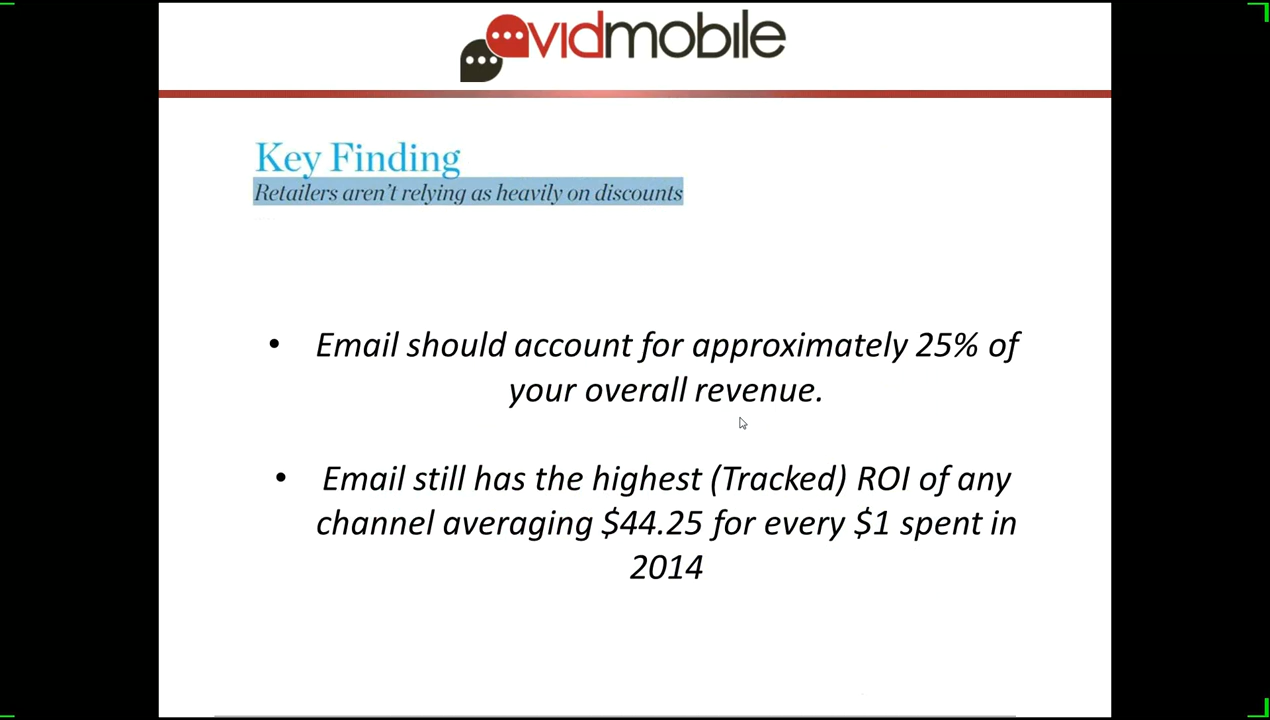 avidmobile
Key Finding
Retailers aren't relying as heavily on discounts
• Email should account for approximately 25% of
your overall revenue.
• Email still has the highest (Tracked) ROI of any
channel averaging $44.25 for every $1 spent in
2014